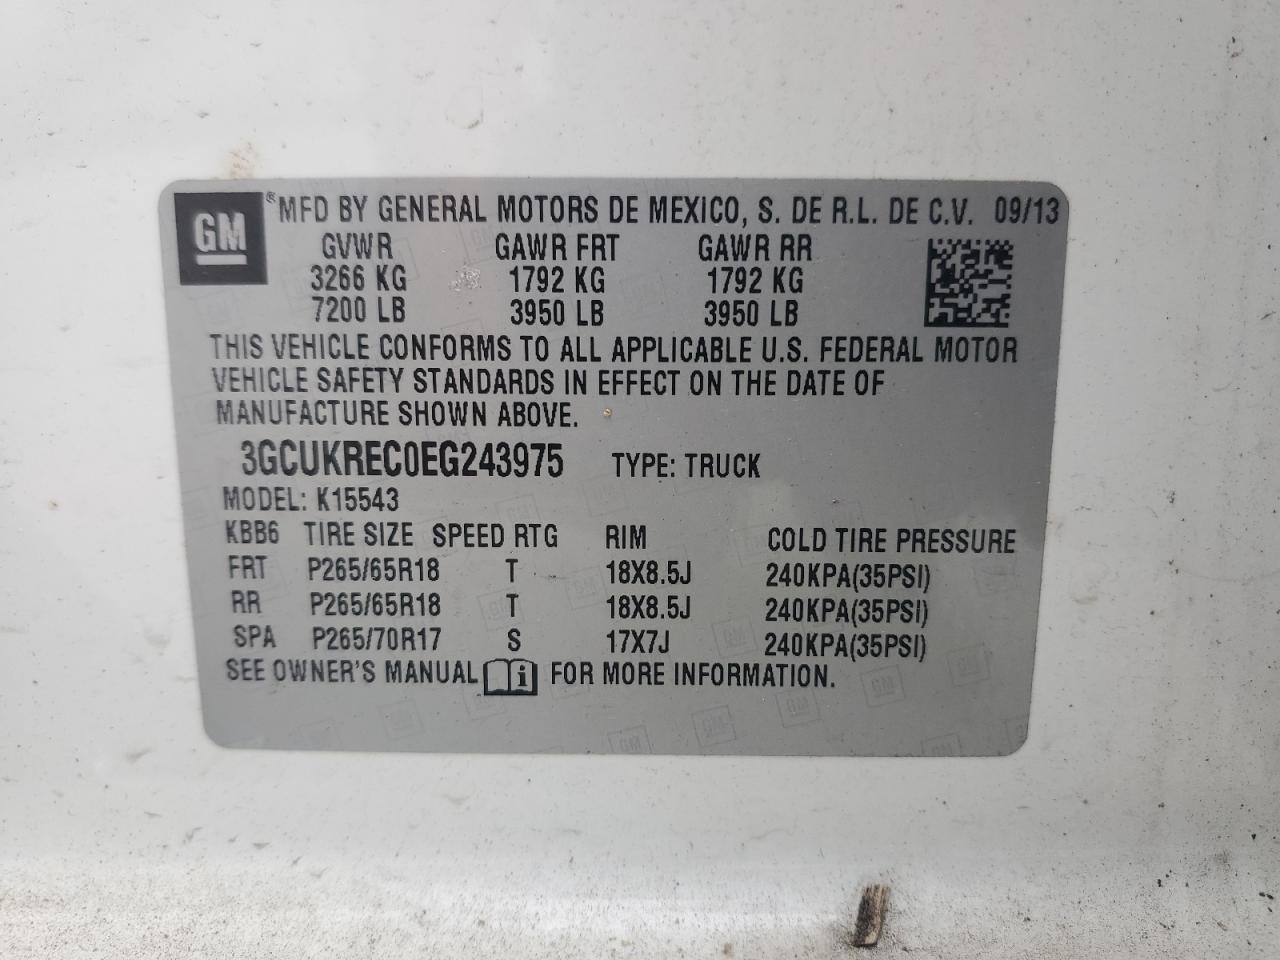 GM ® MFD BY GENERAL MOTORS DE MEXICO, S. DE R.L. DE C.V. 09/13
GVWR GAWR FRT GAWR RR
3266 KG 1792 KG 1792 KG
7200 LB 3950 LB 3950 LB
THIS VEHICLE CONFORMS TO ALL APPLICABLE U.S. FEDERAL MOTOR
VEHICLE SAFETY STANDARDS IN EFFECT ON THE DATE OF
MANUFACTURE SHOWN ABOVE.
3GCUKREC0EG243975 TYPE: TRUCK
MODEL: K15543
KBB6 TIRE SIZE SPEED RTG RIM COLD TIRE PRESSURE
FRT P265/65R18 T 18X8.5J 240KPA(35PSI)
RR P265/65R18 T 18X8.5J 240KPA(35PSI)
SPA P265/70R17 S 17X7J 240KPA(35PSI)
SEE OWNER'S MANUAL i FOR MORE INFORMATION.